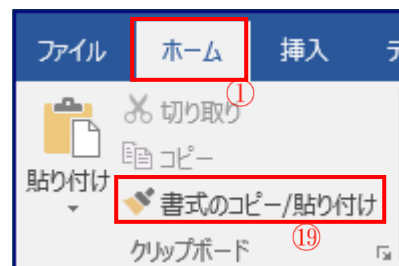 ファイル ホーム 挿入
①
切り取り
コピー
貼り付け
書式のコピー/貼り付け
⑲
クリップボード